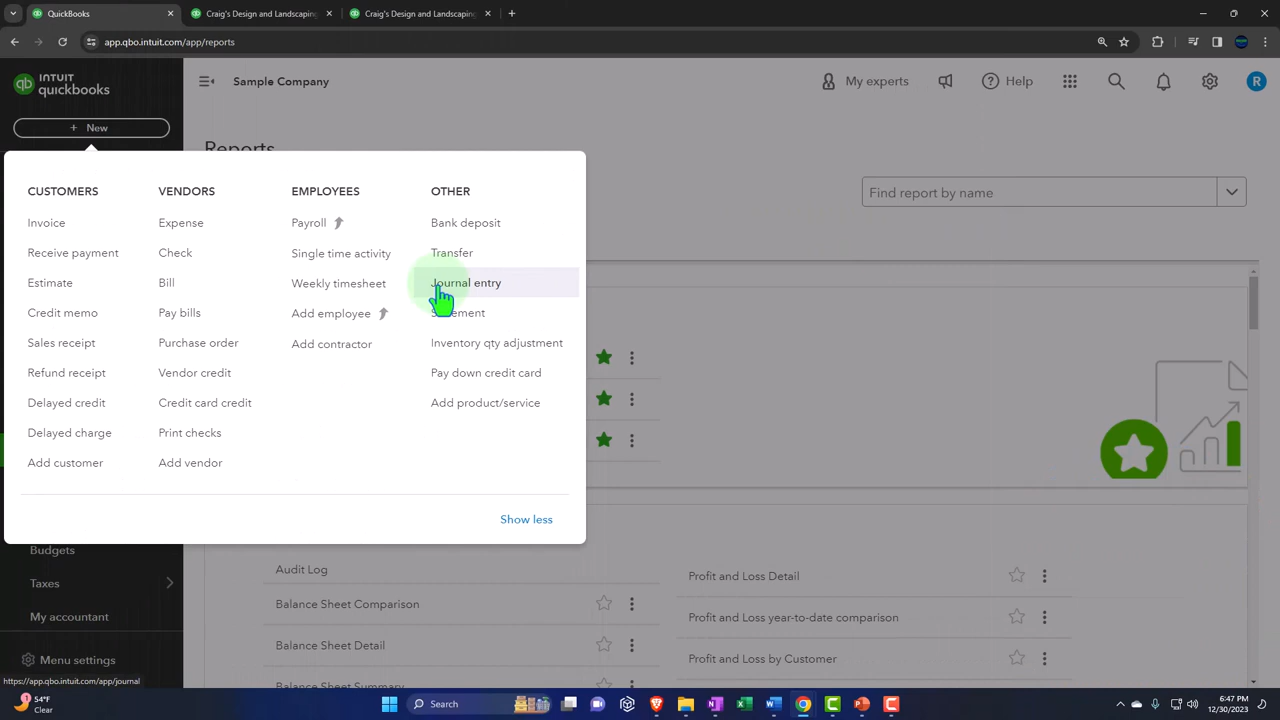 QuickBooks
Craig's Design and Landscaping
Craig's Design and Landscaping
app.qbo.intuit.com/app/reports
INTUIT
quickbooks
Sample Company
My experts
Help
R
+ New
Reports
Find report by name
CUSTOMERS
Invoice
Receive payment
Estimate
Credit memo
Sales receipt
Refund receipt
Delayed credit
Delayed charge
Add customer
VENDORS
Expense
Check
Bill
Pay bills
Purchase order
Vendor credit
Credit card credit
Print checks
Add vendor
EMPLOYEES
Payroll
Single time activity
Weekly timesheet
Add employee
Add contractor
OTHER
Bank deposit
Transfer
Journal entry
Statement
Inventory qty adjustment
Pay down credit card
Add product/service
Show less
Budgets
Taxes
My accountant
Menu settings
Audit Log
Balance Sheet Comparison
Balance Sheet Detail
Balance Sheet Summary
Profit and Loss Detail
Profit and Loss year-to-date comparison
Profit and Loss by Customer
https://app.qbo.intuit.com/app/journal
1
54°F
Clear
Search
6:47 PM
12/30/2023